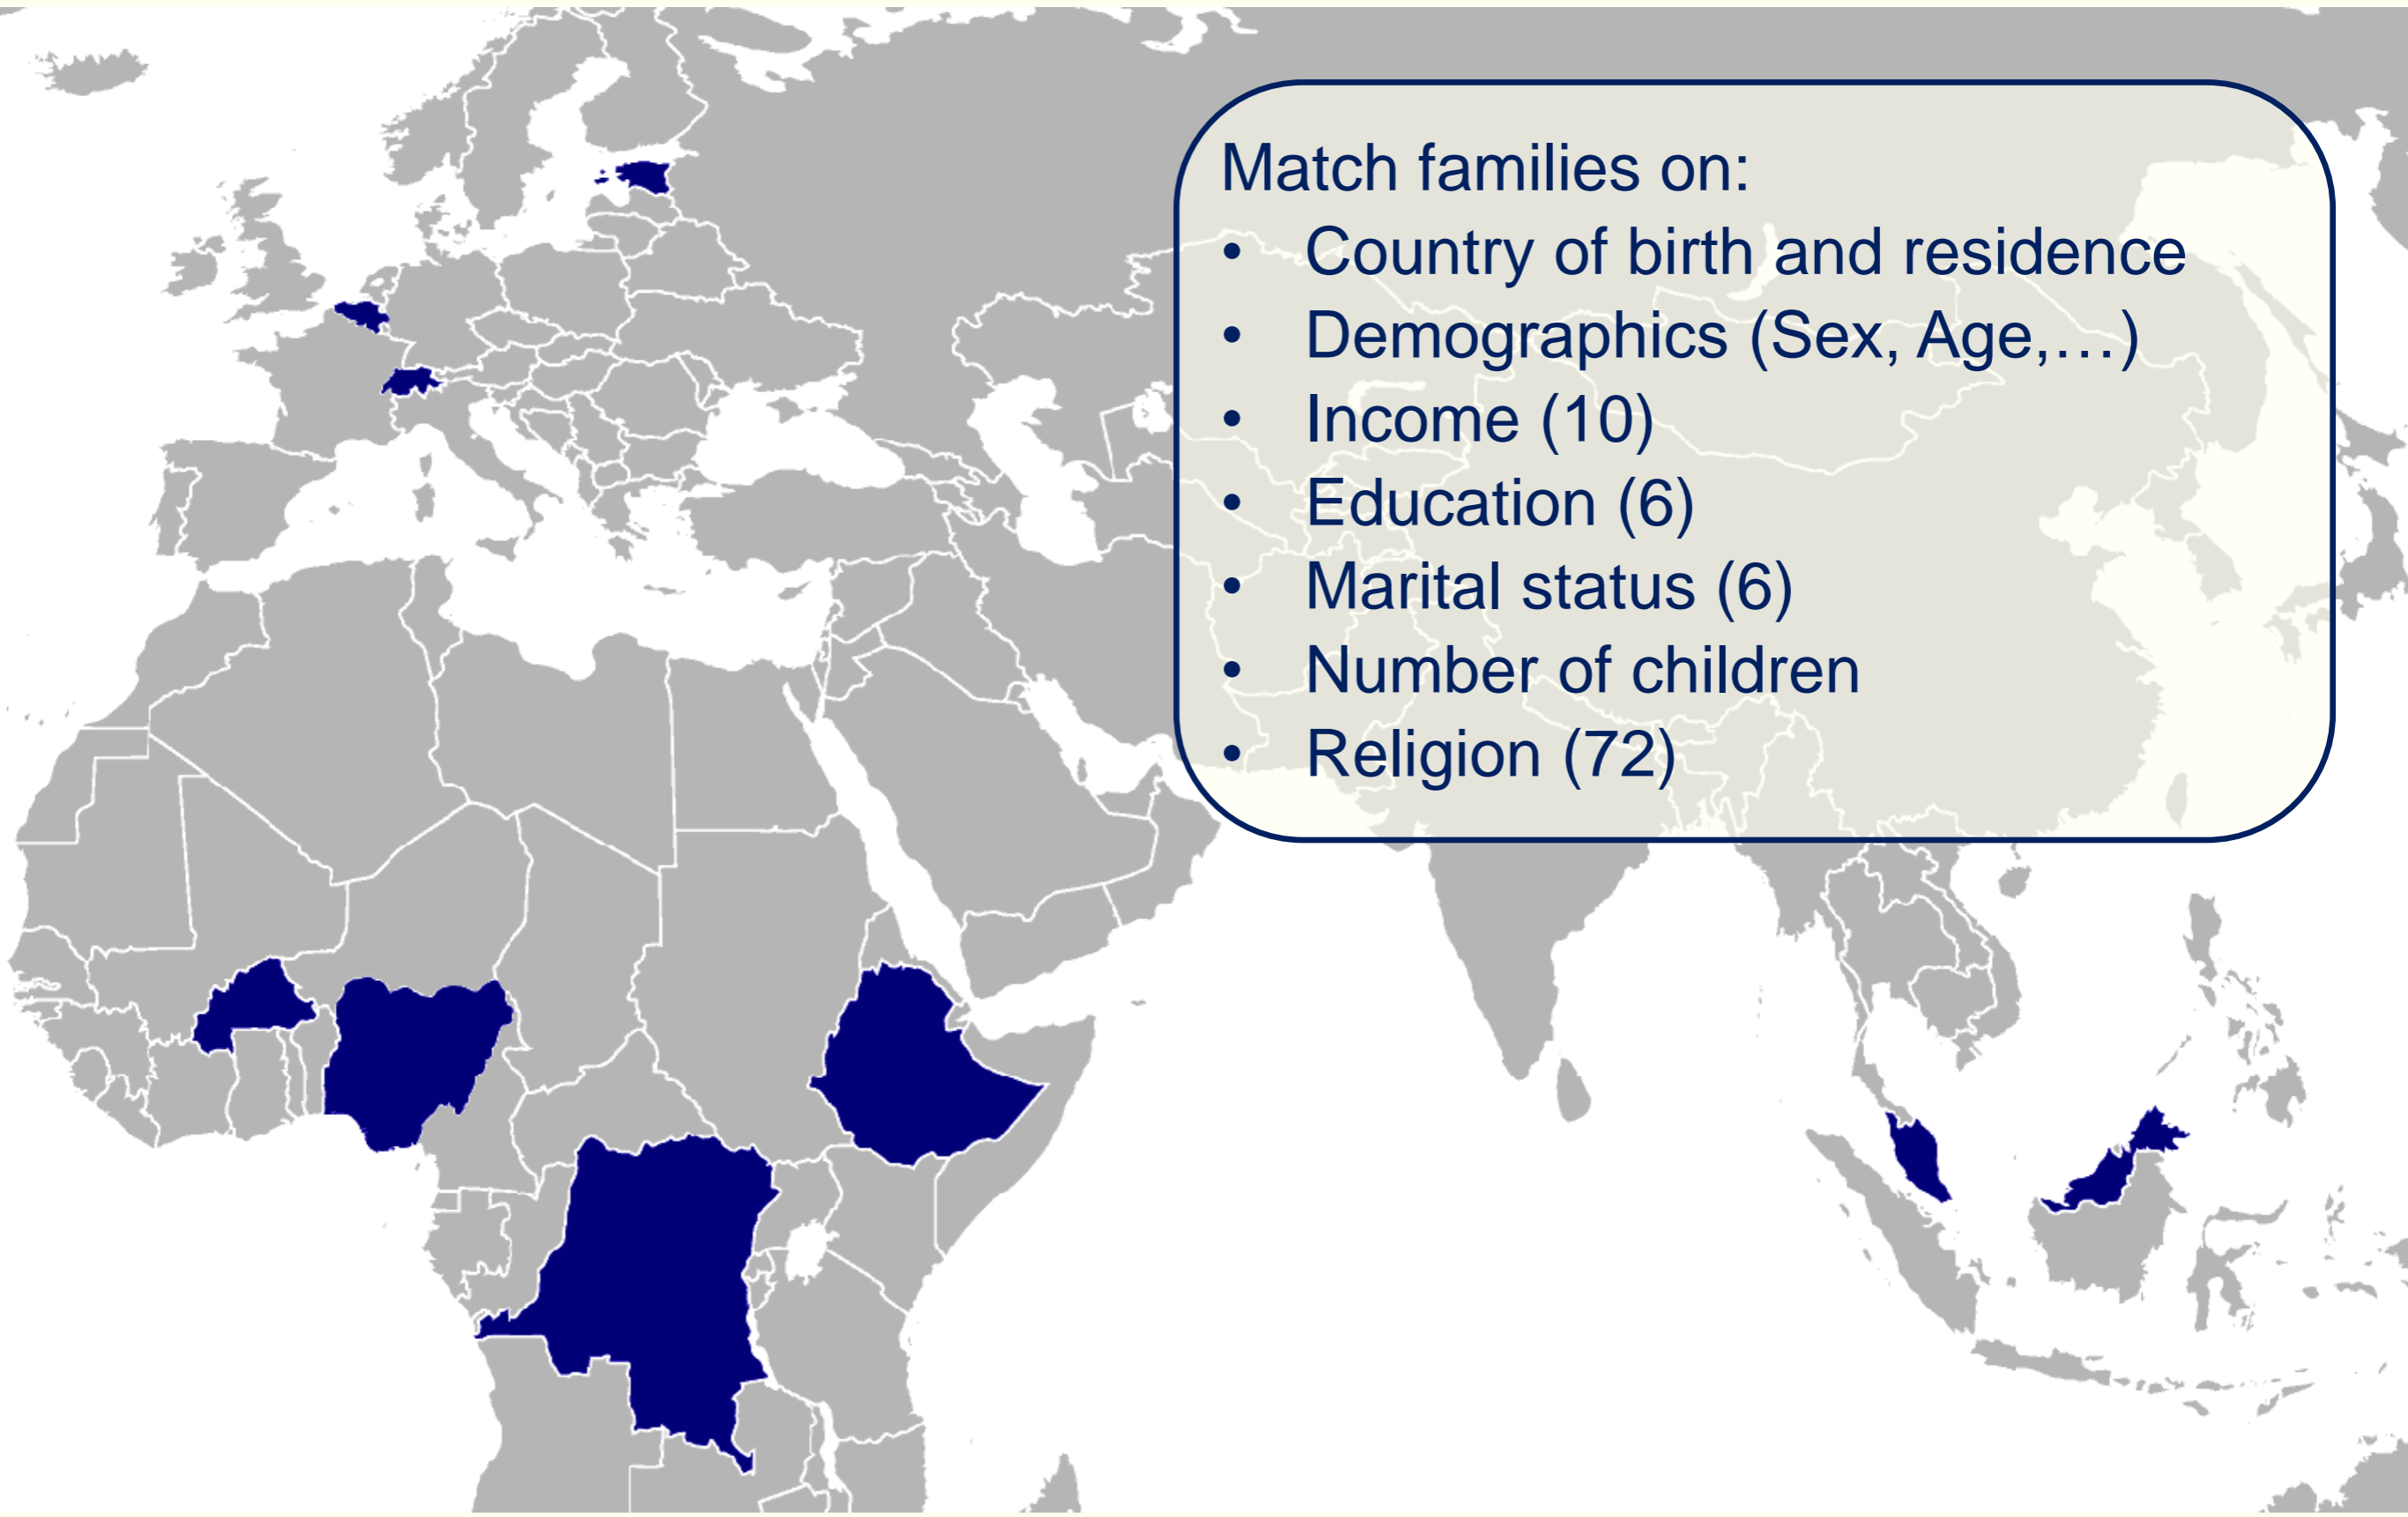 Match families on:
• Country of birth and residence
• Demographics (Sex, Age,…)
• Income (10)
• Education (6)
• Marital status (6)
• Number of children
• Religion (72)